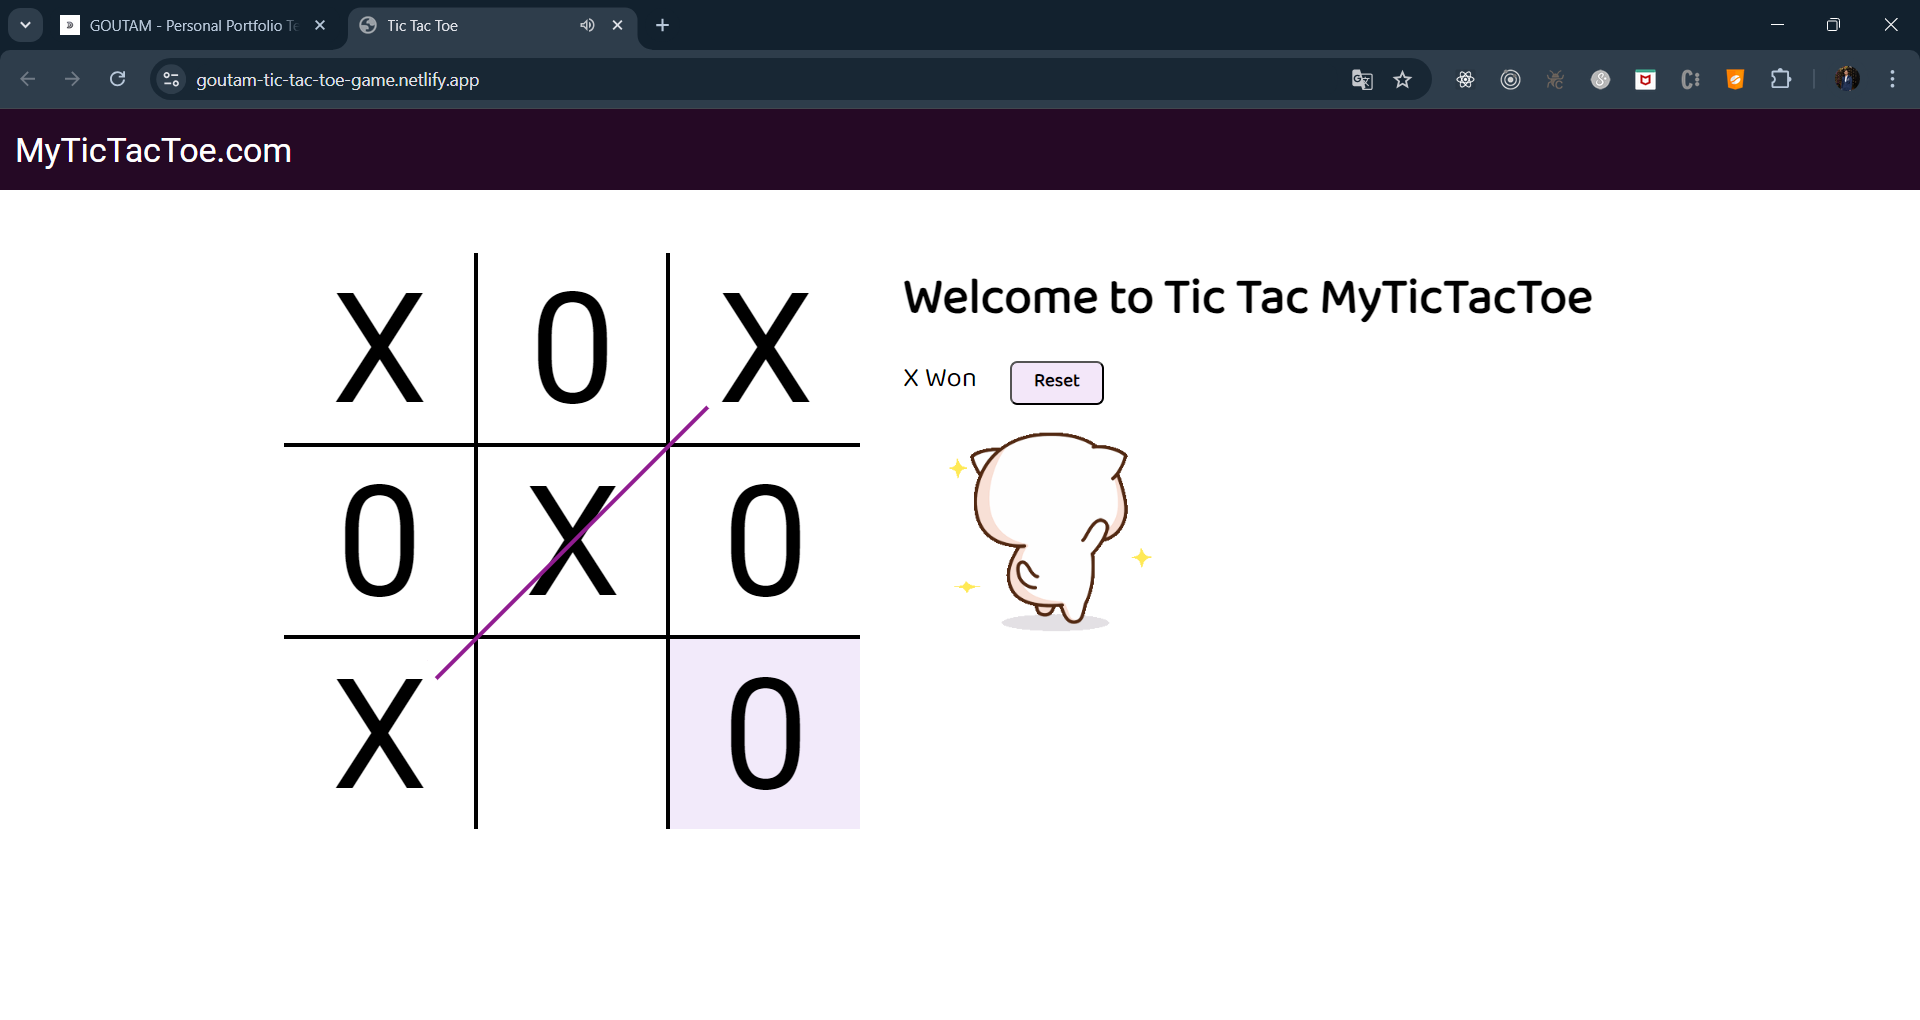 GOUTAM - Personal Portfolio Te
Tic Tac Toe
goutam-tic-tac-toe-game.netlify.app
MyTicTacToe.com
X 0 X
0 X 0
X 0
Welcome to Tic Tac MyTicTacToe
X Won
Reset